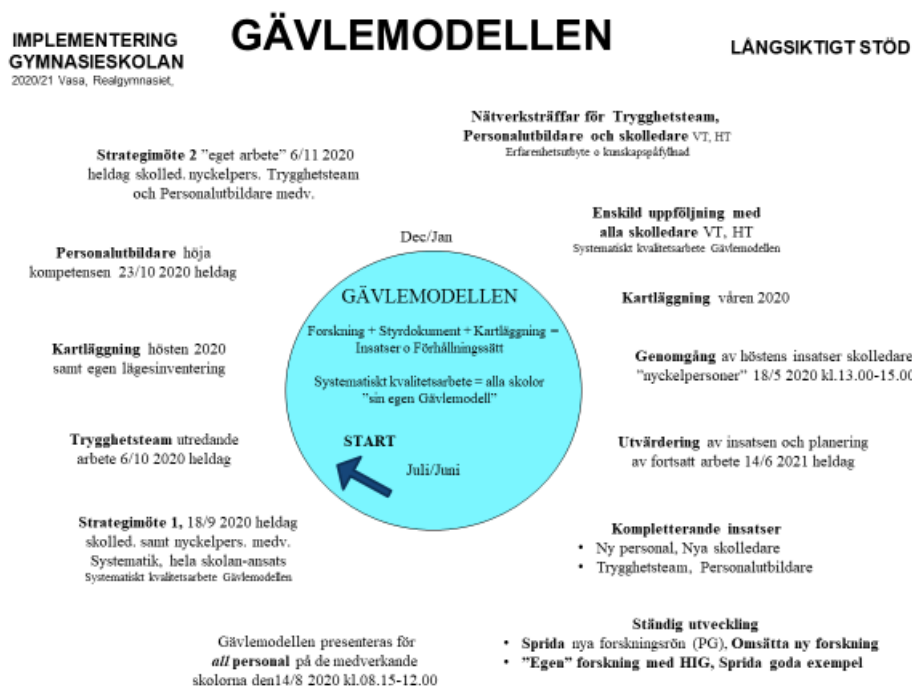 IMPLEMENTERING
GYMNASIESKOLAN
2020/21 Vasa, Realgymnasiet,
GÄVLEMODELLEN
LÅNGSIKTIGT STÖD
Nätverksträffar för Trygghetsteam,
Personalutbildare och skolledare VT, HT
Erfarenhetsutbyte o kunskapspåfyllnad
Strategimöte 2 "eget arbete" 6/11 2020
heldag skolled. nyckelpers. Trygghetsteam
och Personalutbildare medv.
Enskild uppföljning med
alla skolledare VT, HT
Systematiskt kvalitetsarbete Gävlemodellen
Dec/Jan
Personalutbildare höja
kompetensen 23/10 2020 heldag
GÄVLEMODELLEN
Forskning + Styrdokument + Kartläggning =
Insatser o Förhållningssätt
Systematiskt kvalitetsarbete = alla skolor
"sin egen Gävlemodell"
START
Juli/Juni
Kartläggning våren 2020
Kartläggning hösten 2020
samt egen lägesinventering
Genomgång av höstens insatser skolledare
"nyckelpersoner" 18/5 2020 kl.13.00-15.00
Trygghetsteam utredande
arbete 6/10 2020 heldag
Utvärdering av insatsen och planering
av fortsatt arbete 14/6 2021 heldag
Strategimöte 1, 18/9 2020 heldag
skolled. samt nyckelpers. medv.
Systematik, hela skolan-ansats
Systematiskt kvalitetsarbete Gävlemodellen
Kompletterande insatser
• Ny personal, Nya skolledare
• Trygghetsteam, Personalutbildare
Gävlemodellen presenteras för
all personal på de medverkande
skolorna den14/8 2020 kl.08.15-12.00
Ständig utveckling
• Sprida nya forskningsrön (PG), Omsätta ny forskning
• "Egen" forskning med HIG, Sprida goda exempel